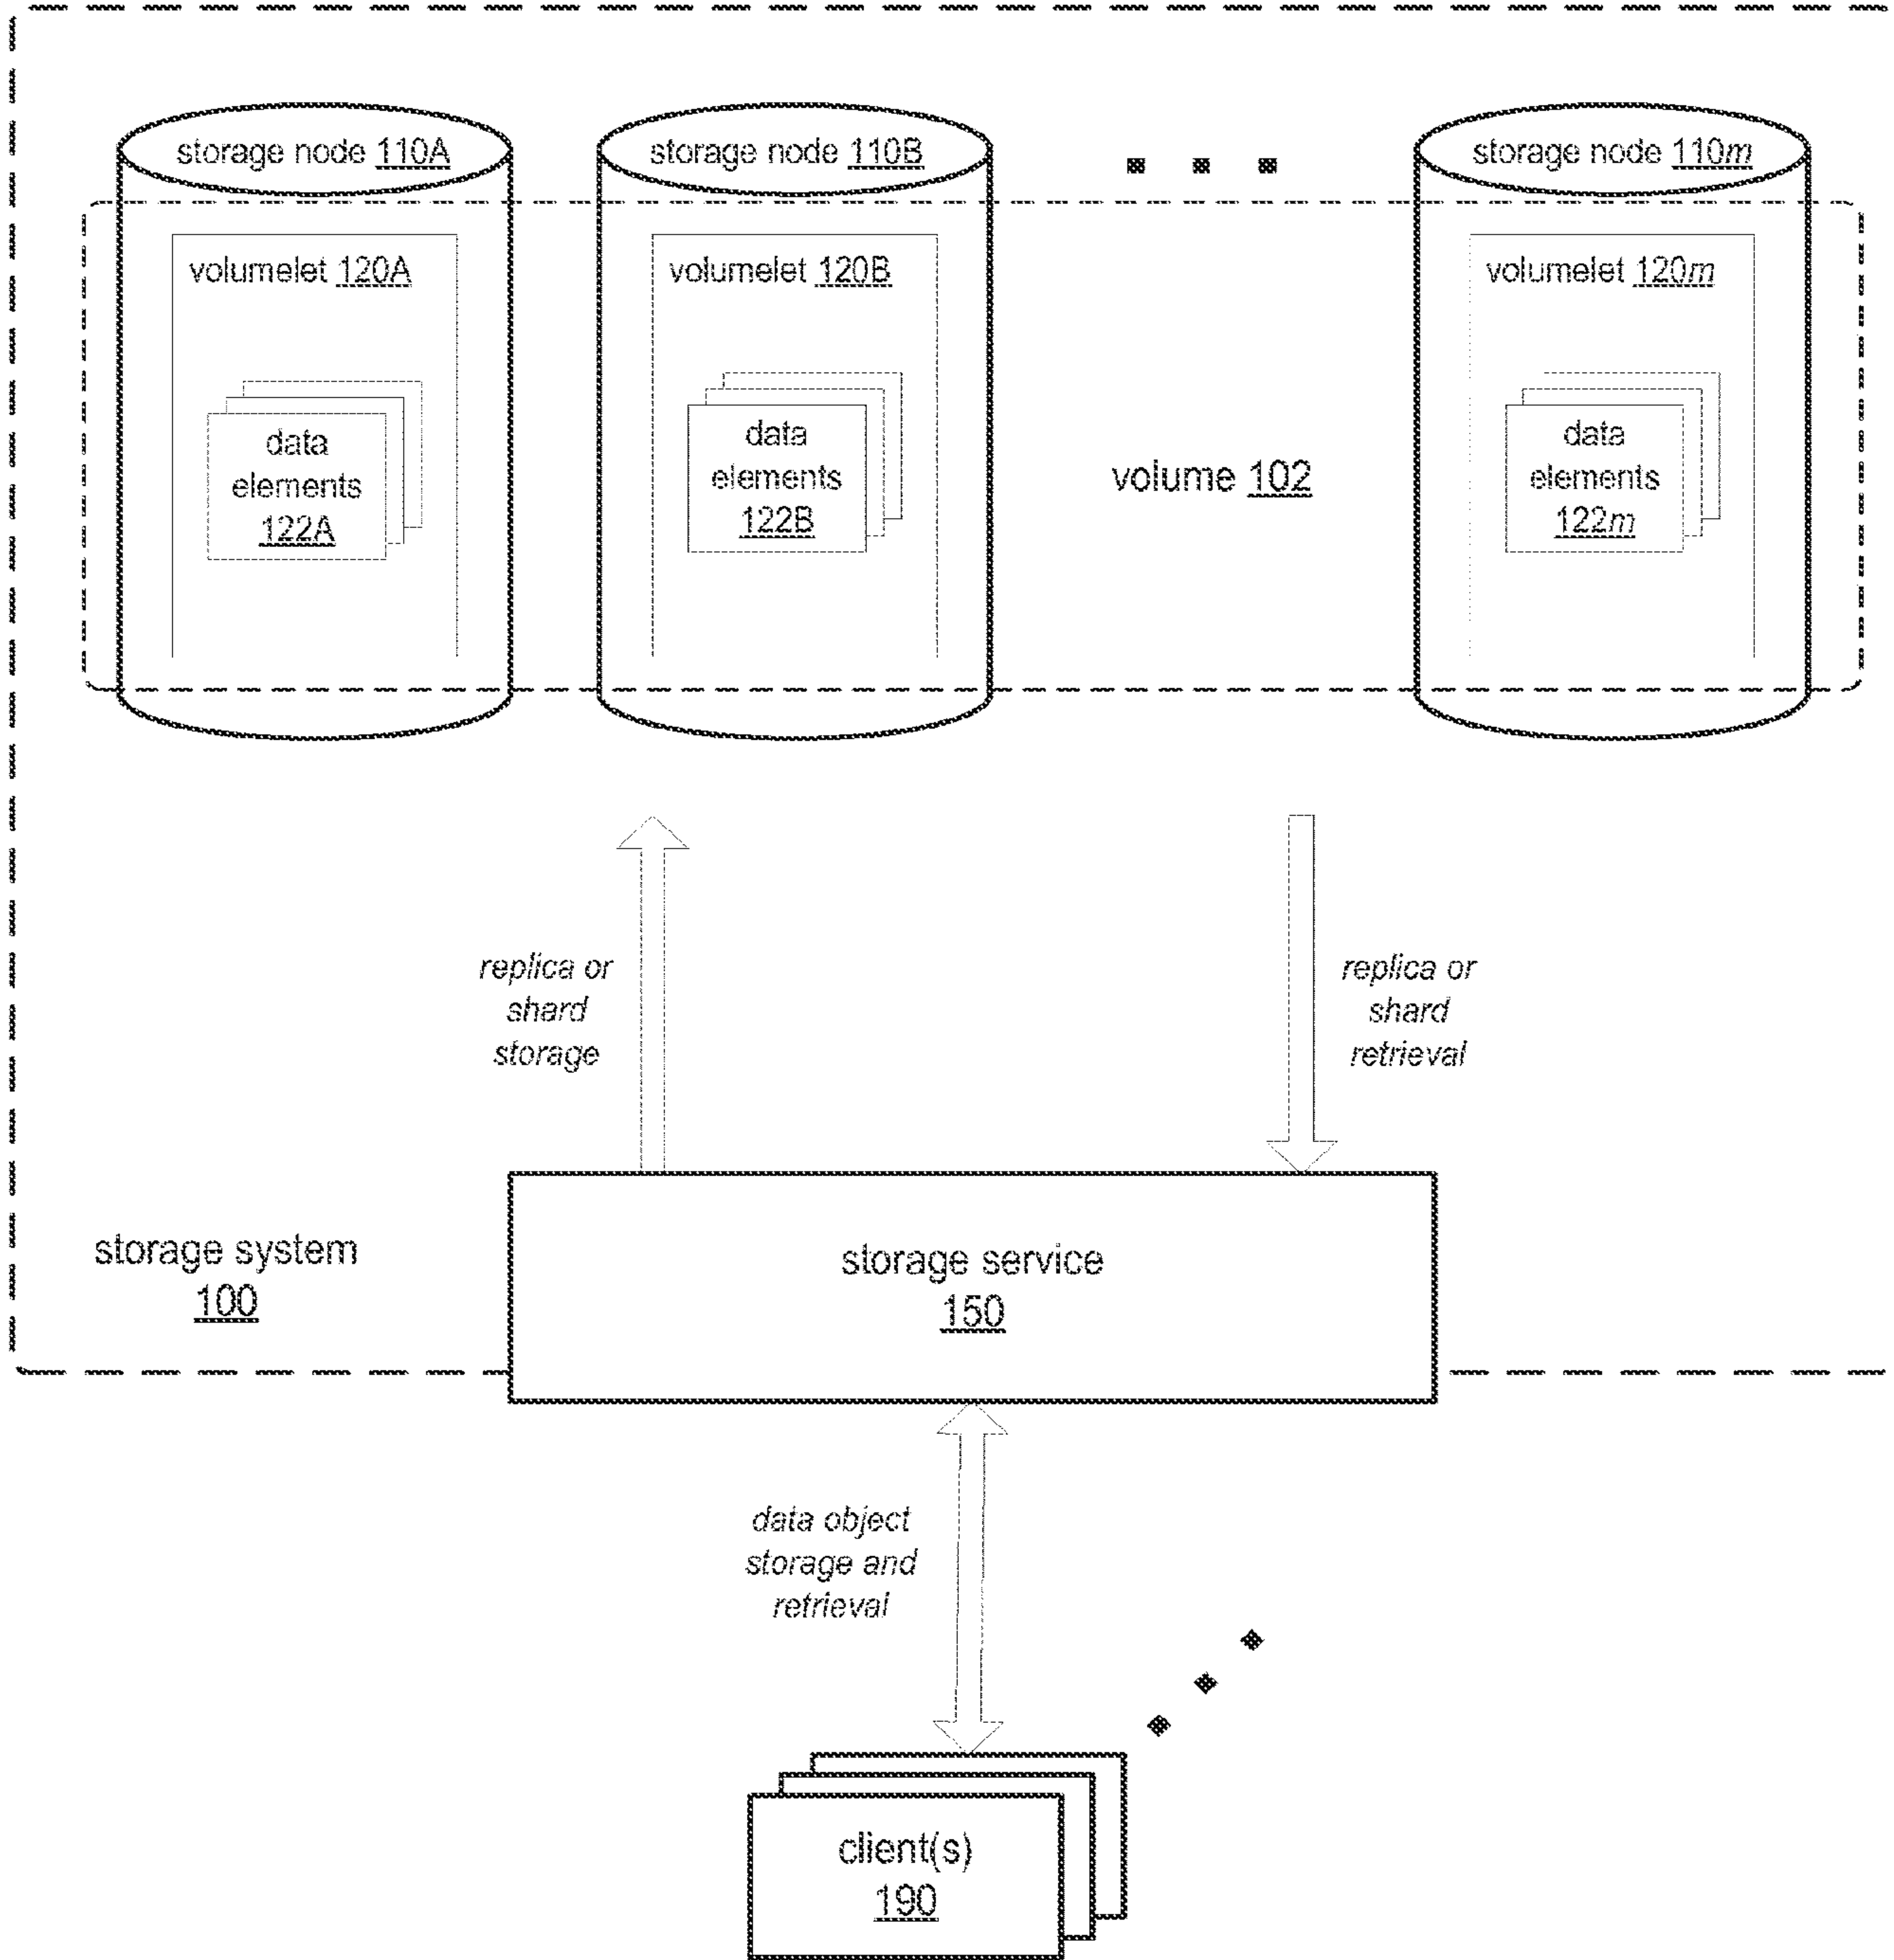 storage node 110A
storage node 110B
storage node 110m
volumelet 120A
volumelet 120B
volumelet 120m
data
elements
122A
data
elements
122B
volume 102
data
elements
122m
replica or
shard
storage
replica or
shard
retrieval
storage system
100
storage service
150
data object
storage and
retrieval
client(s)
190